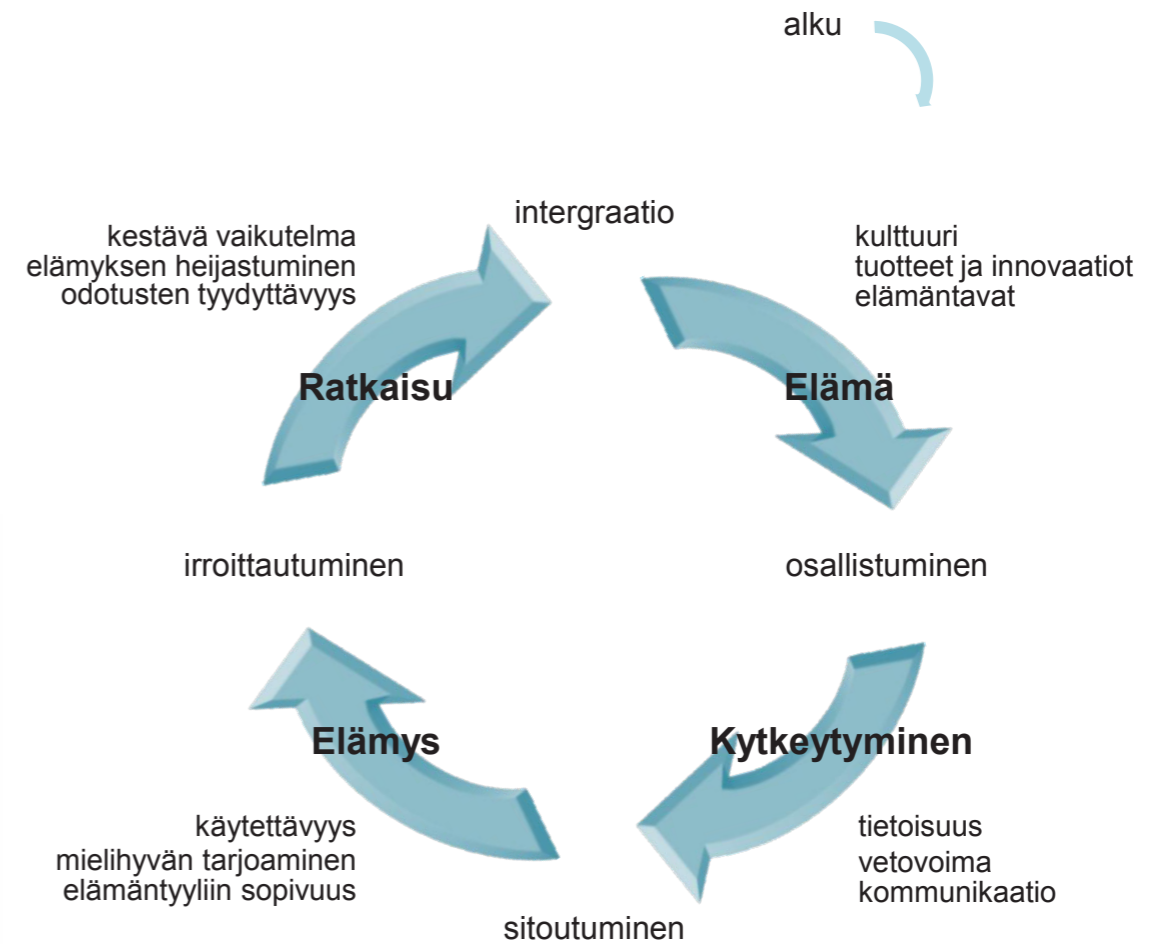 alku
intergraatio
kestävä vaikutelma
elämyksen heijastuminen
odotusten tyydyttävyys
kulttuuri
tuotteet ja innovaatiot
elämäntavat
Ratkaisu
Elämä
irroittautuminen
osallistuminen
Elämys
Kytkeytyminen
käytettävyys
mielihyvän tarjoaminen
elämäntyyliin sopivuus
tietoisuus
vetovoima
kommunikaatio
sitoutuminen